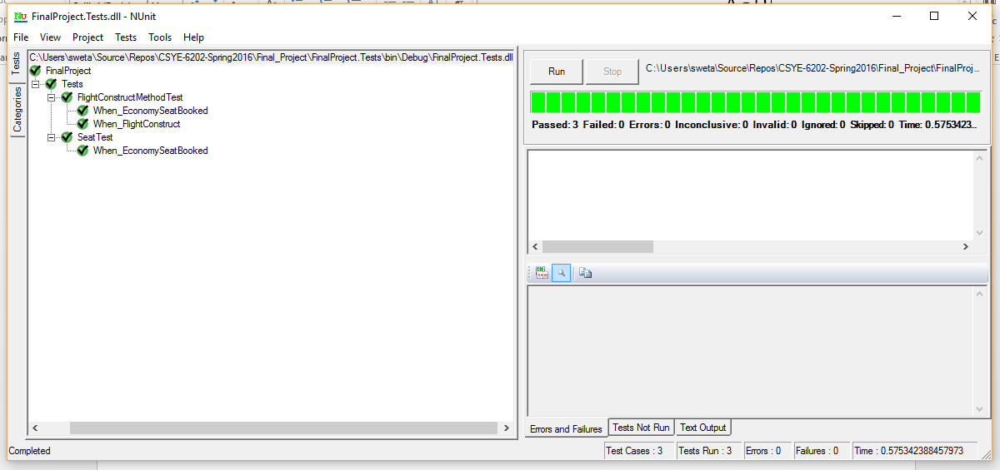 FinalProject.Tests.dll - NUnit
File View Project Tests Tools Help
Tests
Categories
C:\Users\sweta\Source\Repos\CSYE-6202-Spring2016\Final_Project\FinalProject.Tests\bin\Debug\FinalProject.Tests.dll
FinalProject
Tests
FlightConstructMethodTest
When_EconomySeatBooked
When_FlightConstruct
SeatTest
When_EconomySeatBooked
Run Stop C:\Users\sweta\Source\Repos\CSYE-6202-Spring2016\Final_Project\FinalProj...
Passed: 3 Failed: 0 Errors: 0 Inconclusive: 0 Invalid: 0 Ignored: 0 Skipped: 0 Time: 0.5753423...
Errors and Failures Tests Not Run Text Output
Completed Test Cases : 3 Tests Run : 3 Errors : 0 Failures : 0 Time : 0.575342388457973